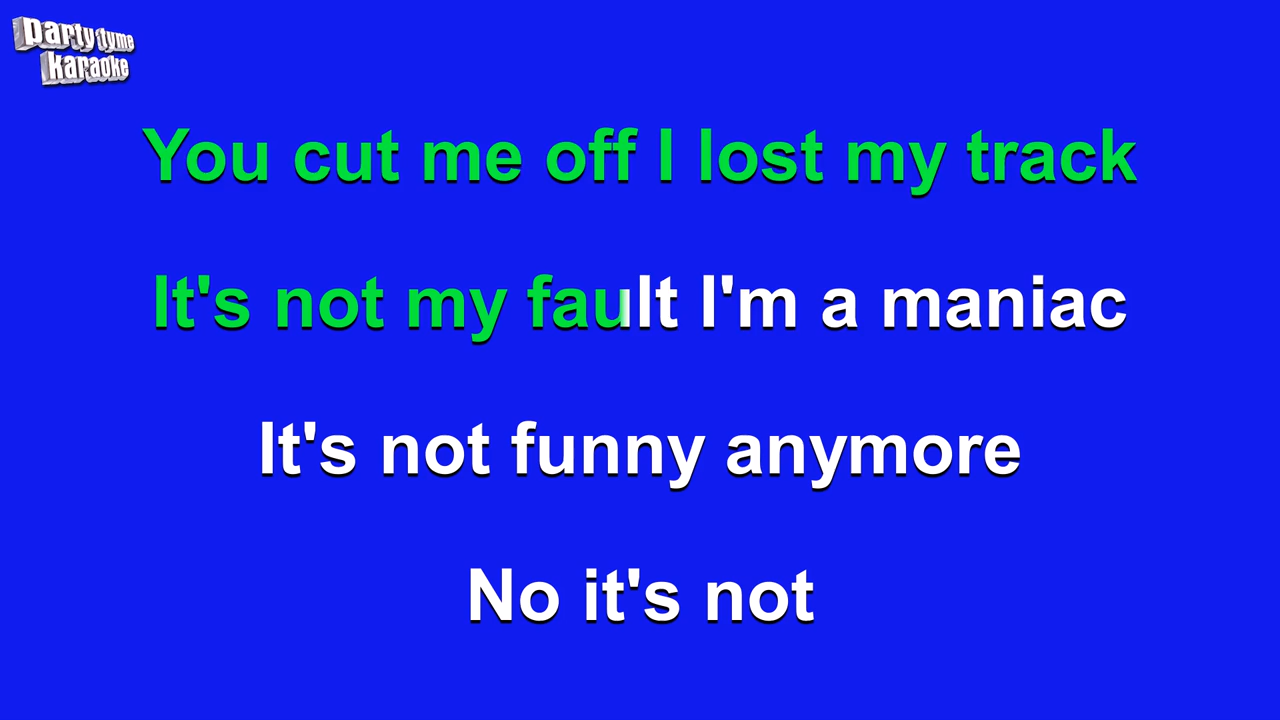 party tyme
karaoke
You cut me off I lost my track
It's not my fault I'm a maniac
It's not funny anymore
No it's not